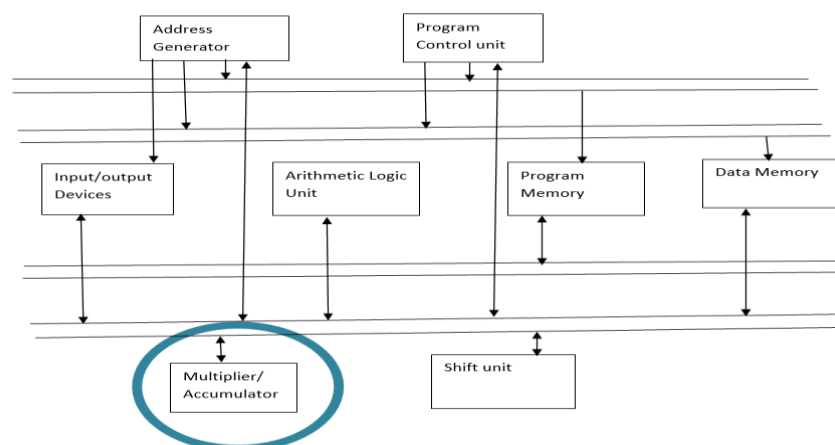 Address
Generator
Program
Control unit
Input/output
Devices
Arithmetic Logic
Unit
Program
Memory
Data Memory
Multiplier/
Accumulator
Shift unit